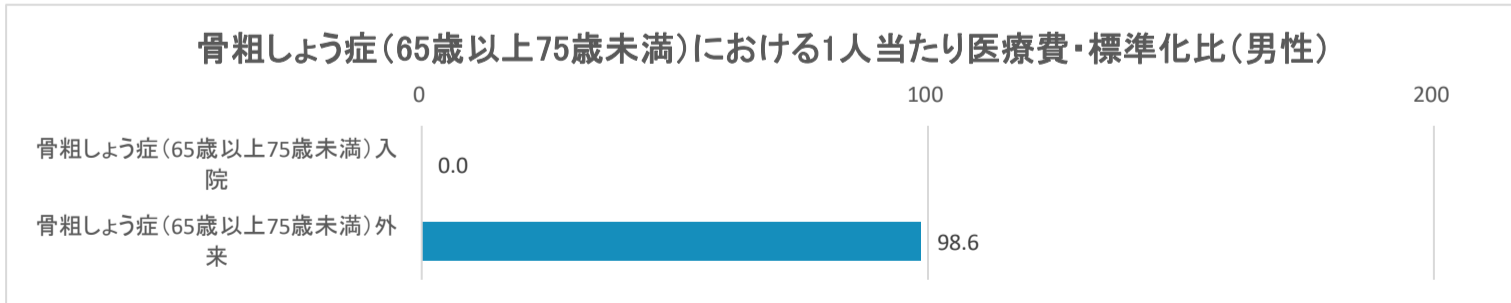 骨粗しょう症（65歳以上75歳未満）における1人当たり医療費・標準化比（男性）
0 100 200
骨粗しょう症（65歳以上75歳未満）入
院
0.0
骨粗しょう症（65歳以上75歳未満）外
来
98.6